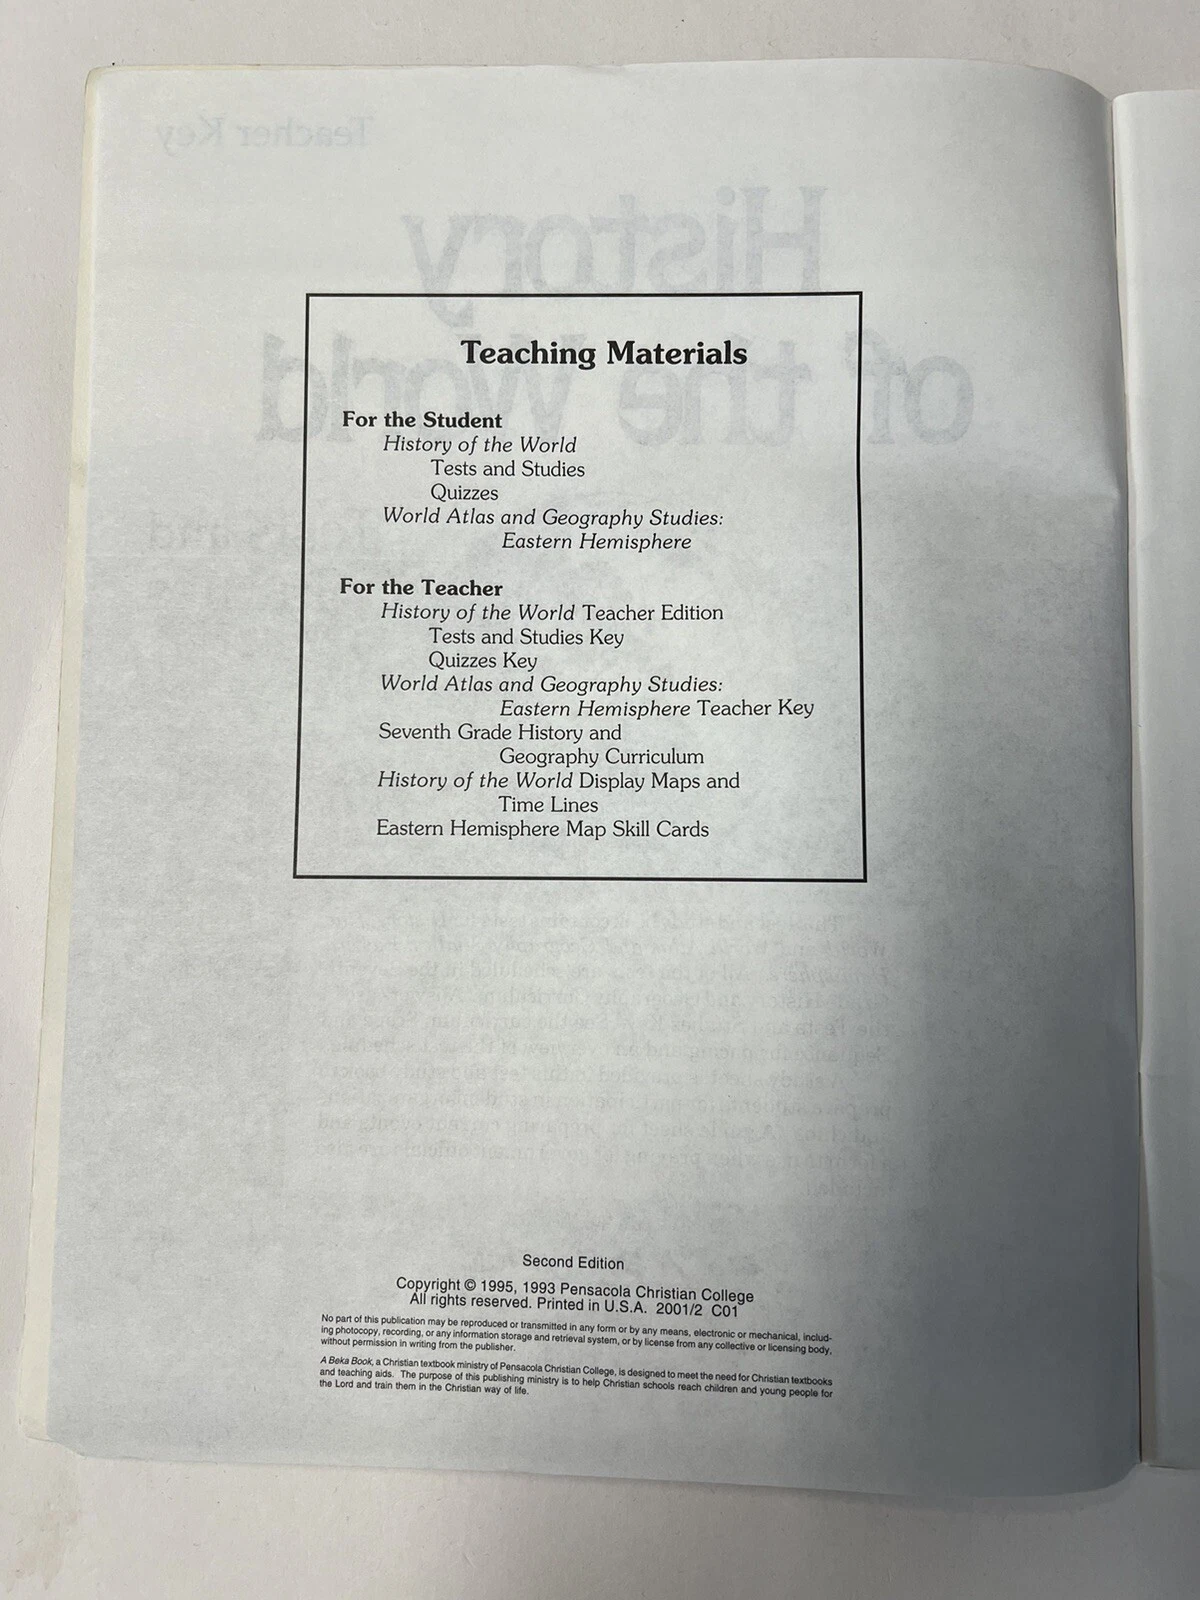 Teacher Key
History
of the World
Teaching Materials
For the Student
History of the World
Tests and Studies
Quizzes
World Atlas and Geography Studies:
Eastern Hemisphere
For the Teacher
History of the World Teacher Edition
Tests and Studies Key
Quizzes Key
World Atlas and Geography Studies:
Eastern Hemisphere Teacher Key
Seventh Grade History and
Geography Curriculum
History of the World Display Maps and
Time Lines
Eastern Hemisphere Map Skill Cards
Second Edition
Copyright © 1995, 1993 Pensacola Christian College
All rights reserved. Printed in U.S.A. 2001/2 C01
No part of this publication may be reproduced or transmitted in any form or by any means, electronic or mechanical, includ-
ing photocopy, recording, or any information storage and retrieval system, or by license from any collective or licensing body,
without permission in writing from the publisher.
A Beka Book, a Christian textbook ministry of Pensacola Christian College, is designed to meet the need for Christian textbooks
and teaching aids. The purpose of this publishing ministry is to help Christian schools reach children and young people for
the Lord and train them in the Christian way of life.